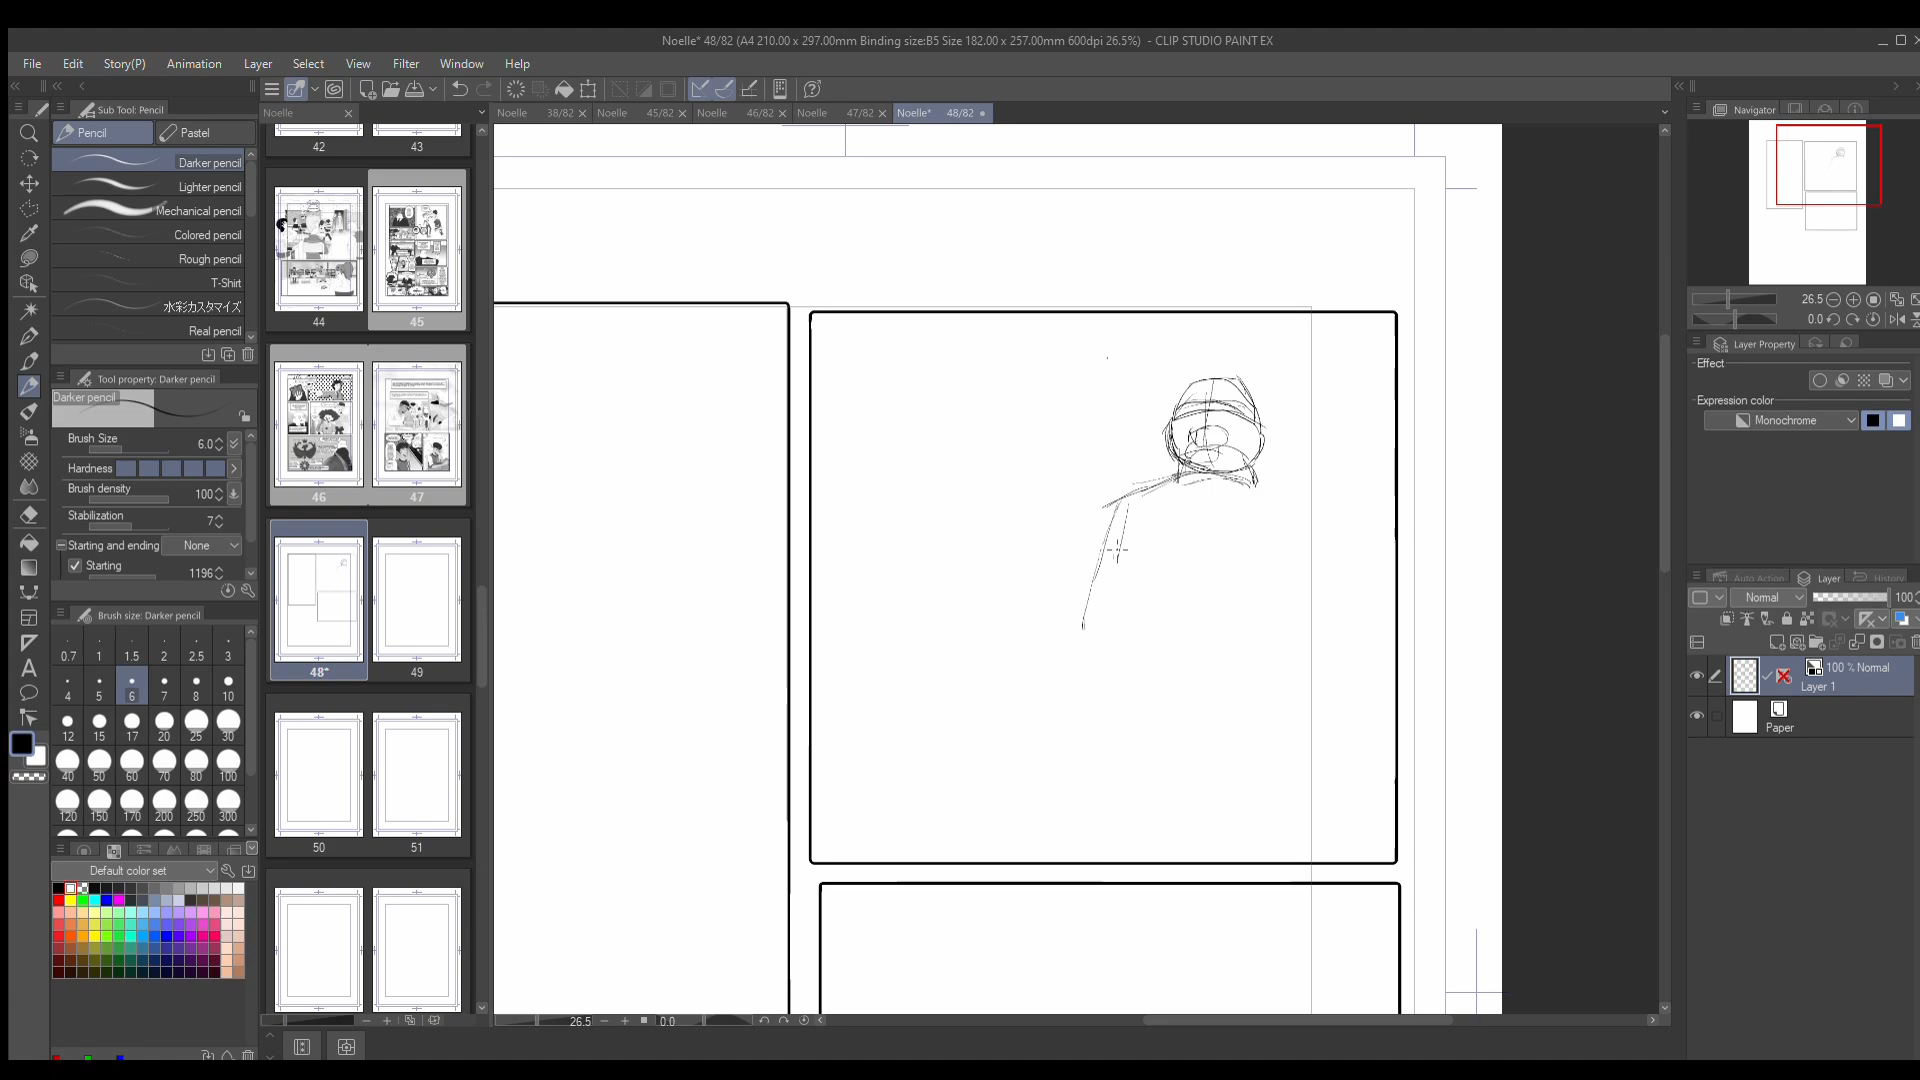 Noelle* 48/82 (A4 210.00 x 297.00mm Binding size:B5 Size 182.00 x 257.00mm 600dpi 26.5%) - CLIP STUDIO PAINT EX
File Edit Story(P) Animation Layer Select View Filter Window Help
Sub Tool: Pencil
Pencil Pastel
Darker pencil
Lighter pencil
Mechanical pencil
Colored pencil
Rough pencil
T-Shirt
水彩カスタマイズ
Real pencil
Tool property: Darker pencil
Darker pencil
Brush Size 6.0
Hardness
Brush density 100
Stabilization 7
Starting and ending None
Starting 1196
Brush size: Darker pencil
0.7 1 1.5 2 2.5 3
4 5 6 7 8 10
12 15 17 20 25 30
40 50 60 70 80 100
120 150 170 200 250 300
Default color set
Noelle
42 43
44 45
46 47
48* 49
50 51
Noelle 38/82 Noelle 45/82 Noelle 46/82 Noelle 47/82 Noelle* 48/82
26.5 0.0
Navigator
26.5
0.0
Layer Property
Effect
Expression color
Monochrome
Auto Action Layer History
Normal 100
100 % Normal
Layer 1
Paper